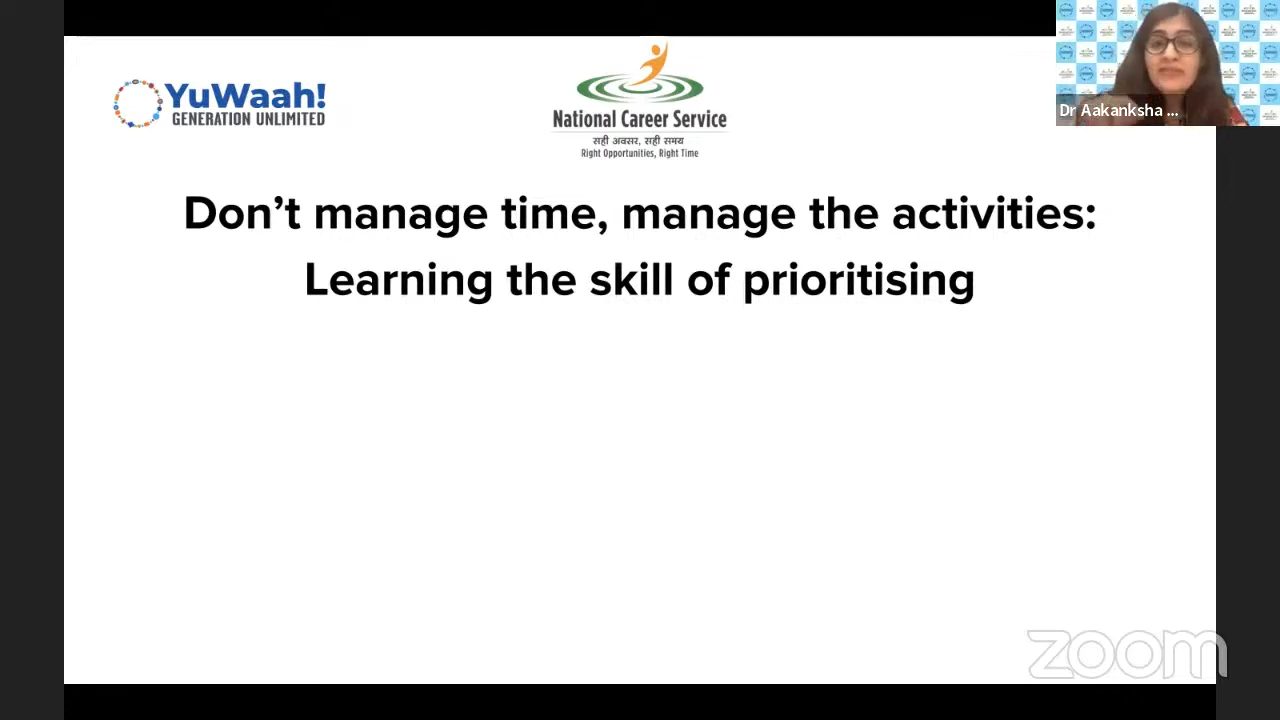 YuWaah!
GENERATION UNLIMITED
National Career Service
सही अवसर, सही समय
Right Opportunities, Right Time
Dr Aakanksha ...
Don't manage time, manage the activities:
Learning the skill of prioritising
zoom